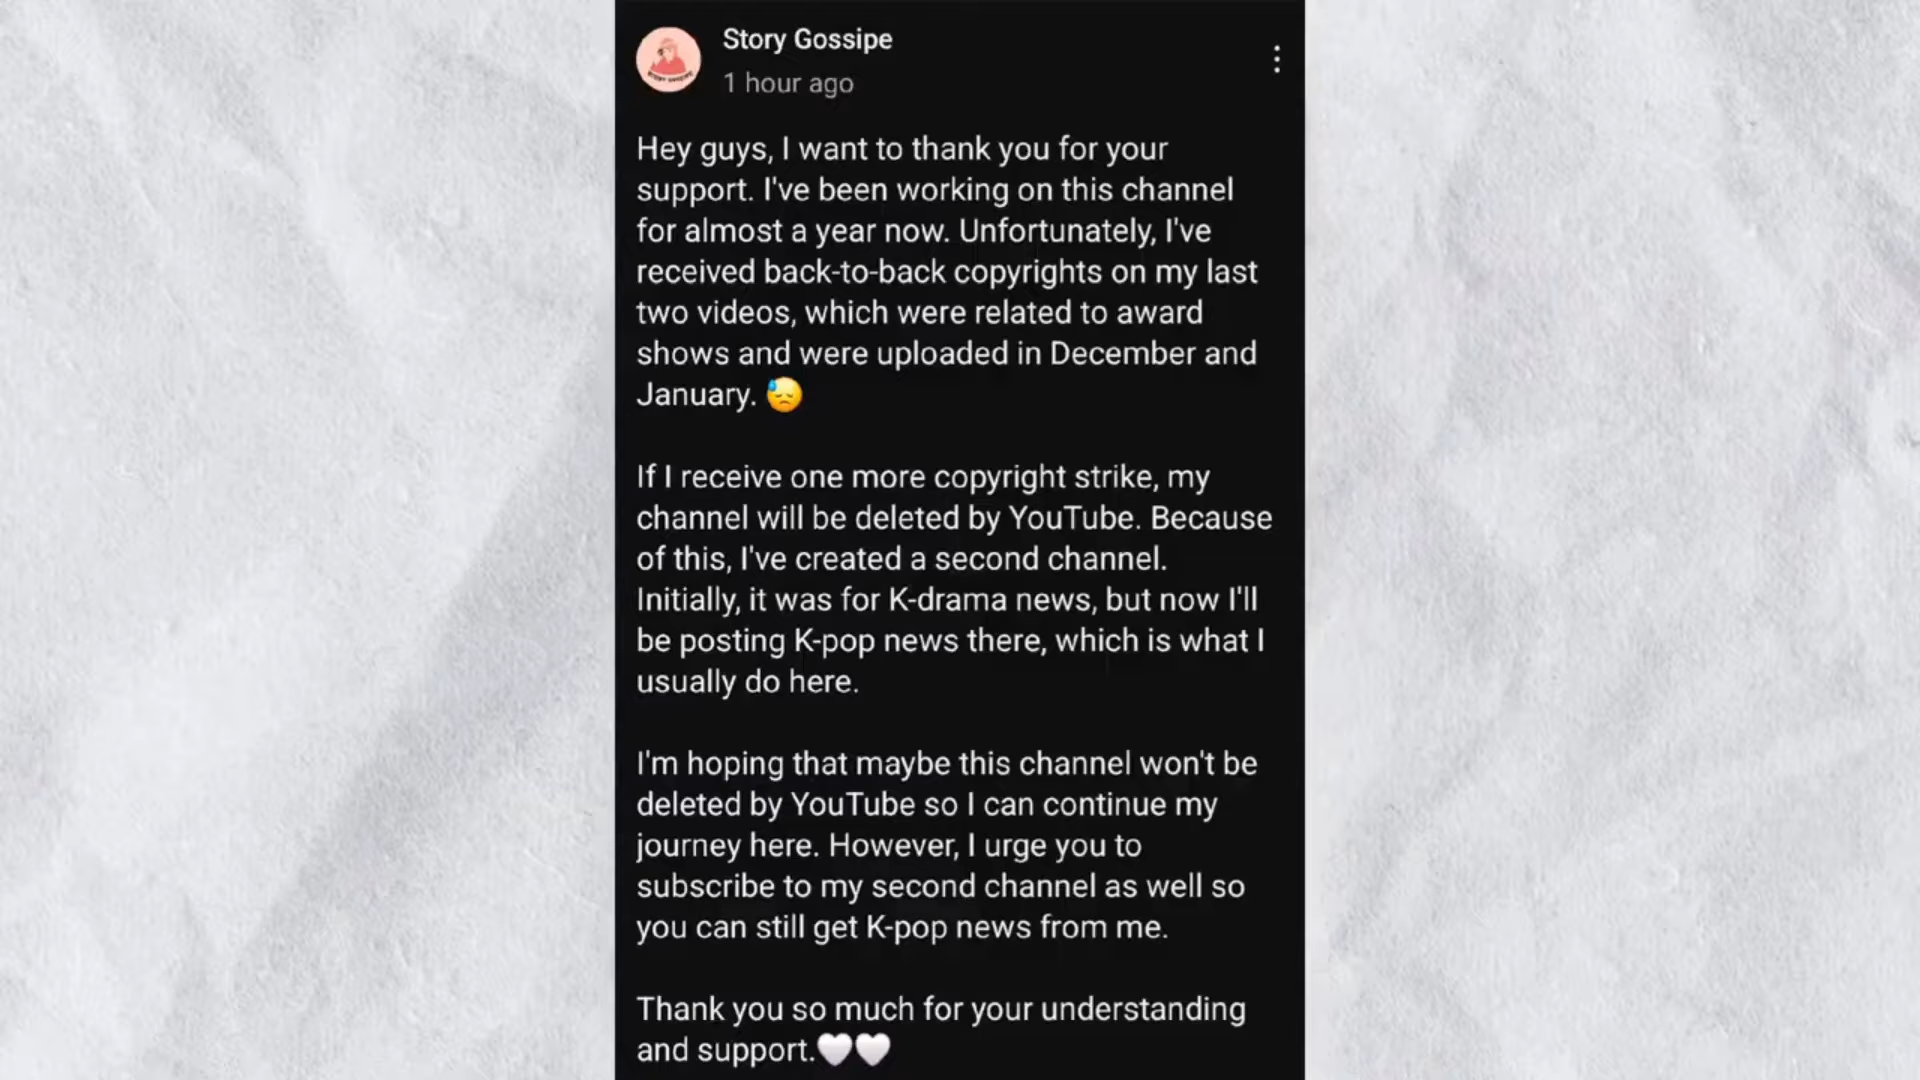 Story Gossipe
1 hour ago
Hey guys, I want to thank you for your
support. I've been working on this channel
for almost a year now. Unfortunately, I've
received back-to-back copyrights on my last
two videos, which were related to award
shows and were uploaded in December and
January. 😓
If I receive one more copyright strike, my
channel will be deleted by YouTube. Because
of this, I've created a second channel.
Initially, it was for K-drama news, but now I'll
be posting K-pop news there, which is what I
usually do here.
I'm hoping that maybe this channel won't be
deleted by YouTube so I can continue my
journey here. However, I urge you to
subscribe to my second channel as well so
you can still get K-pop news from me.
Thank you so much for your understanding
and support.🤍🤍